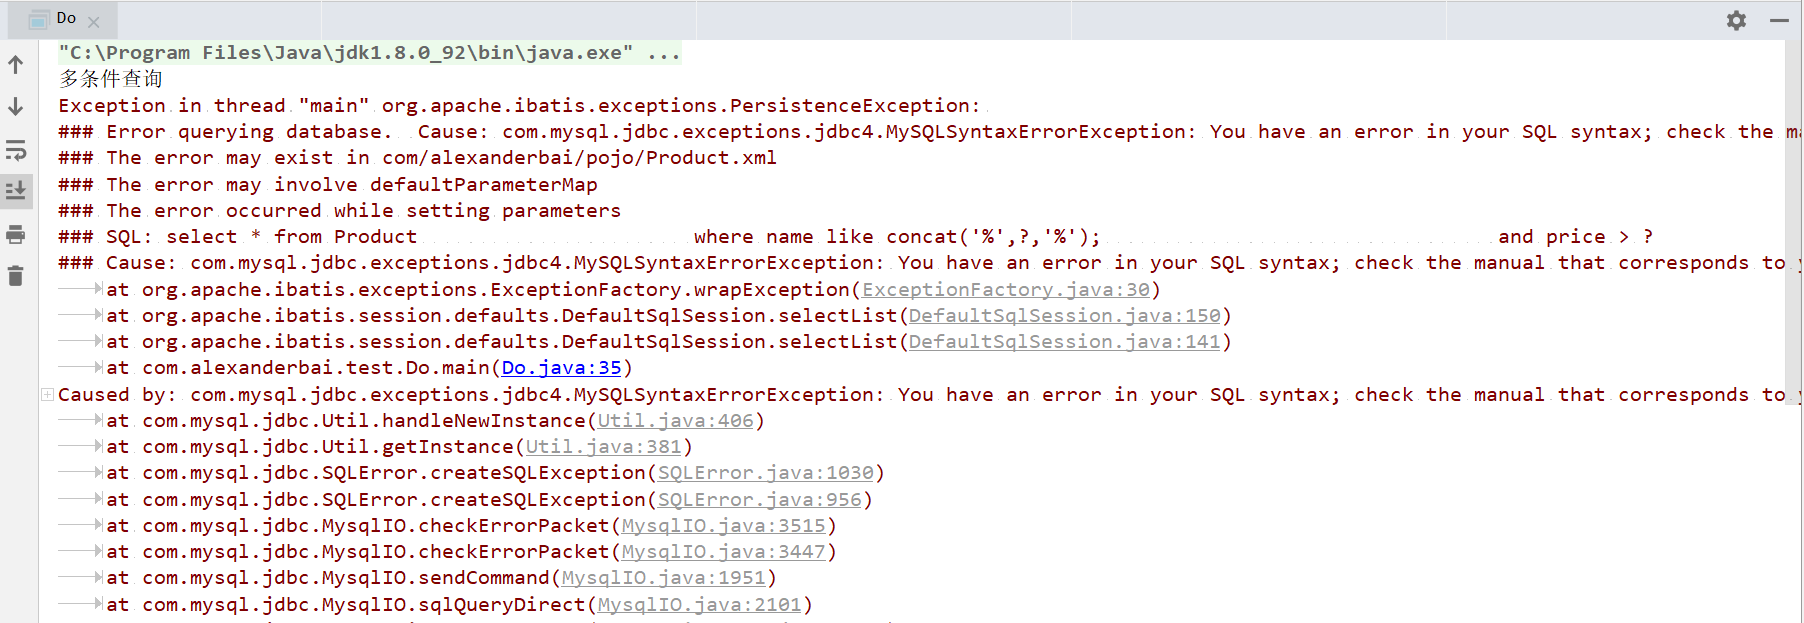 Do
"C:\Program Files\Java\jdk1.8.0_92\bin\java.exe" ...
多条件查询
Exception in thread "main" org.apache.ibatis.exceptions.PersistenceException:
### Error querying database.  Cause: com.mysql.jdbc.exceptions.jdbc4.MySQLSyntaxErrorException: You have an error in your SQL syntax; check the ma
### The error may exist in com/alexanderbai/pojo/Product.xml
### The error may involve defaultParameterMap
### The error occurred while setting parameters
### SQL: select * from Product                       where name like concat('%',?,'%');                                 and price > ?
### Cause: com.mysql.jdbc.exceptions.jdbc4.MySQLSyntaxErrorException: You have an error in your SQL syntax; check the manual that corresponds to y
at org.apache.ibatis.exceptions.ExceptionFactory.wrapException(ExceptionFactory.java:30)
at org.apache.ibatis.session.defaults.DefaultSqlSession.selectList(DefaultSqlSession.java:150)
at org.apache.ibatis.session.defaults.DefaultSqlSession.selectList(DefaultSqlSession.java:141)
at com.alexanderbai.test.Do.main(Do.java:35)
Caused by: com.mysql.jdbc.exceptions.jdbc4.MySQLSyntaxErrorException: You have an error in your SQL syntax; check the manual that corresponds to y
at com.mysql.jdbc.Util.handleNewInstance(Util.java:406)
at com.mysql.jdbc.Util.getInstance(Util.java:381)
at com.mysql.jdbc.SQLError.createSQLException(SQLError.java:1030)
at com.mysql.jdbc.SQLError.createSQLException(SQLError.java:956)
at com.mysql.jdbc.MysqlIO.checkErrorPacket(MysqlIO.java:3515)
at com.mysql.jdbc.MysqlIO.checkErrorPacket(MysqlIO.java:3447)
at com.mysql.jdbc.MysqlIO.sendCommand(MysqlIO.java:1951)
at com.mysql.jdbc.MysqlIO.sqlQueryDirect(MysqlIO.java:2101)